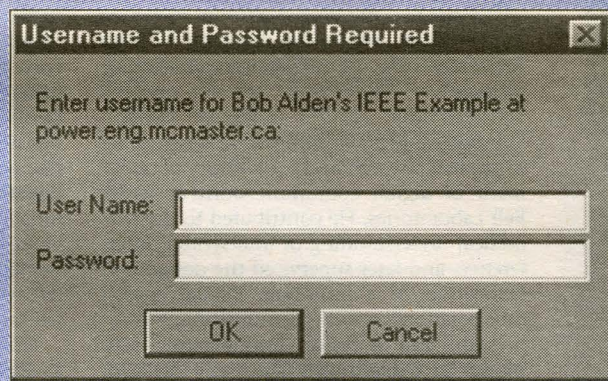 Username and Password Required
Enter username for Bob Alden's IEEE Example at
power.eng.mcmaster.ca:
User Name:
Password:
OK
Cancel